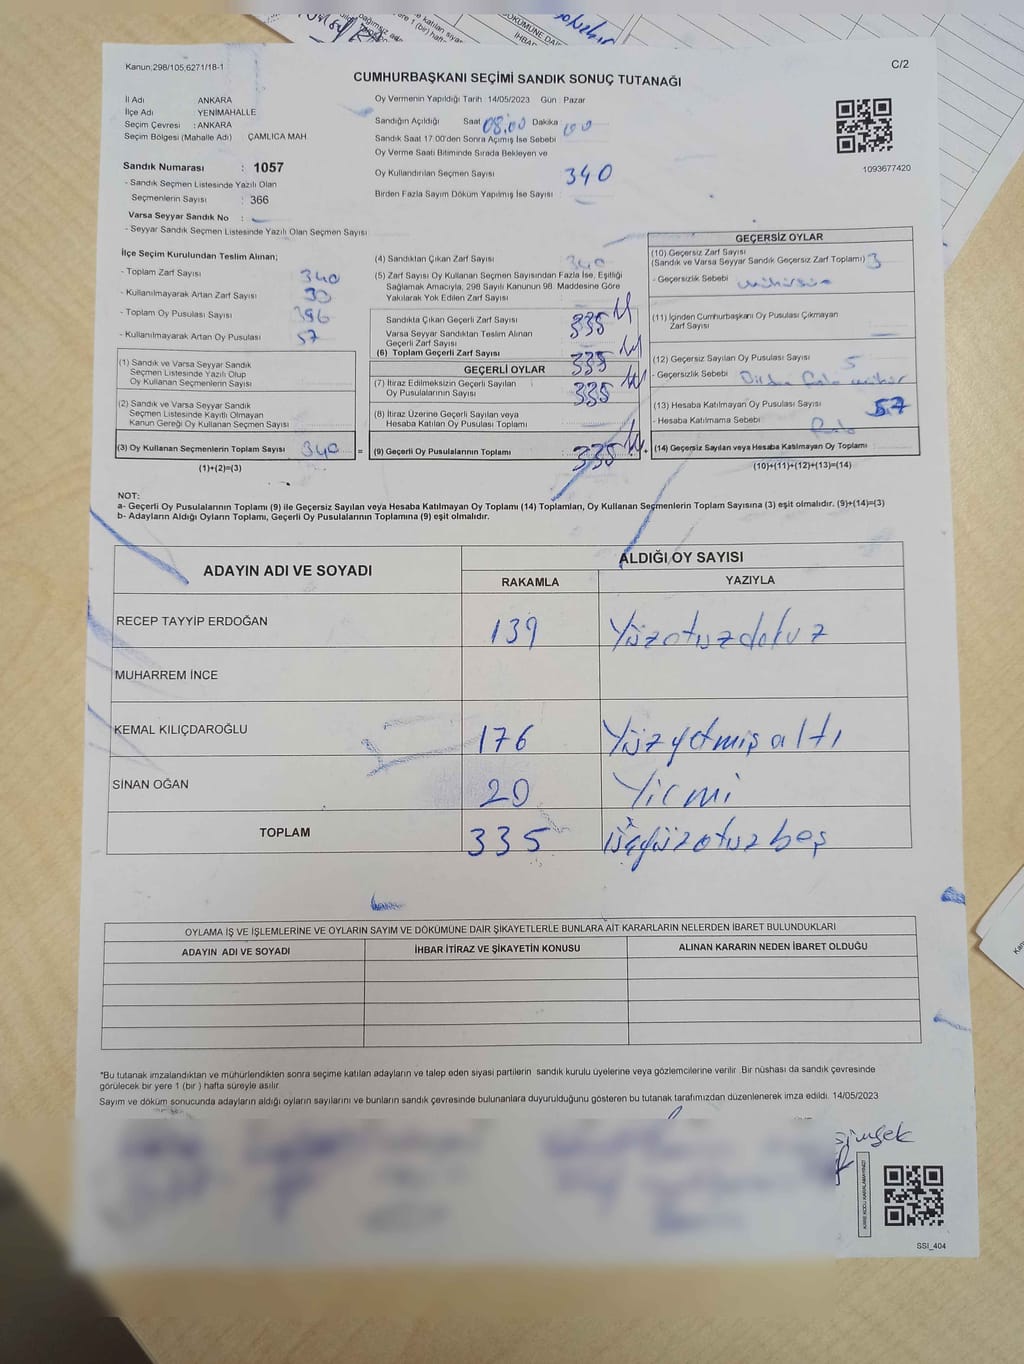 Kanun;298/105;6271/18-1
C/2
CUMHURBAŞKANI SEÇİMİ SANDIK SONUÇ TUTANAĞI
İl Adı ANKARA
İlçe Adı YENİMAHALLE
Seçim Çevresi : ANKARA
Seçim Bölgesi (Mahalle Adı) ÇAMLICA MAH
Sandık Numarası : 1057
- Sandık Seçmen Listesinde Yazılı Olan
Seçmenlerin Sayısı : 366
Varsa Seyyar Sandık No :
- Seyyar Sandık Seçmen Listesinde Yazılı Olan Seçmen Sayısı
Oy Vermenin Yapıldığı Tarih 14/05/2023 Gün : Pazar
Sandığın Açıldığı Saat 08.00 Dakika 00
Sandık Saat 17:00'den Sonra Açımış İse Sebebi
Oy Verme Saati Bitiminde Sırada Bekleyen ve
Oy Kullandırılan Seçmen Sayısı 340
Birden Fazla Sayım Döküm Yapılmış İse Sayısı
1093677420
İlçe Seçim Kurulundan Teslim Alınan;
- Toplam Zarf Sayısı 340
- Kullanılmayarak Artan Zarf Sayısı 30
- Toplam Oy Pusulası Sayısı 396
- Kullanılmayarak Artan Oy Pusulası 57
(1) Sandık ve Varsa Seyyar Sandık
Seçmen Listesinde Yazılı Olup
Oy Kullanan Seçmenlerin Sayısı
(2) Sandık ve Varsa Seyyar Sandık
Seçmen Listesinde Kayıtlı Olmayan
Kanun Gereği Oy Kullanan Seçmen Sayısı
(3) Oy Kullanan Seçmenlerin Toplam Sayısı 340 =
(1)+(2)=(3)
(4) Sandıktan Çıkan Zarf Sayısı 340
(5) Zarf Sayısı Oy Kullanan Seçmen Sayısından Fazla İse, Eşitliği
Sağlamak Amacıyla, 298 Sayılı Kanunun 98. Maddesine Göre
Yakılarak Yok Edilen Zarf Sayısı
Sandıkta Çıkan Geçerli Zarf Sayısı 335
Varsa Seyyar Sandıktan Teslim Alınan
Geçerli Zarf Sayısı
(6) Toplam Geçerli Zarf Sayısı 335
GEÇERLİ OYLAR
(7) İtiraz Edilmeksizin Geçerli Sayılan
Oy Pusulalarının Sayısı 335
(8) İtiraz Üzerine Geçerli Sayılan veya
Hesaba Katılan Oy Pusulası Toplamı
(9) Geçerli Oy Pusulalarının Toplamı 335 +
GEÇERSİZ OYLAR
(10) Geçersiz Zarf Sayısı
(Sandık ve Varsa Seyyar Sandık Geçersiz Zarf Toplamı) 3
- Geçersizlik Sebebi mühürsüz
(11) İçinden Cumhurbaşkanı Oy Pusulası Çıkmayan
Zarf Sayısı
(12) Geçersiz Sayılan Oy Pusulası Sayısı 5
- Geçersizlik Sebebi Birden fazla mühür
(13) Hesaba Katılmayan Oy Pusulası Sayısı 57
- Hesaba Katılmama Sebebi
(14) Geçersiz Sayılan veya Hesaba Katılmayan Oy Toplamı
(10)+(11)+(12)+(13)=(14)
NOT:
a- Geçerli Oy Pusulalarının Toplamı (9) ile Geçersiz Sayılan veya Hesaba Katılmayan Oy Toplamı (14) Toplamları, Oy Kullanan Seçmenlerin Toplam Sayısına (3) eşit olmalıdır. (9)+(14)=(3)
b- Adayların Aldığı Oyların Toplamı, Geçerli Oy Pusulalarının Toplamına (9) eşit olmalıdır.
ADAYIN ADI VE SOYADI ALDIĞI OY SAYISI
RAKAMLA YAZIYLA
RECEP TAYYİP ERDOĞAN 139 Yüzotuzdokuz
MUHARREM İNCE
KEMAL KILIÇDAROĞLU 176 Yüzyetmişaltı
SİNAN OĞAN 20 Yirmi
TOPLAM 335 üçyüzotuzbeş
OYLAMA İŞ VE İŞLEMLERİNE VE OYLARIN SAYIM VE DÖKÜMÜNE DAİR ŞİKAYETLERLE BUNLARA AİT KARARLARIN NELERDEN İBARET BULUNDUKLARI
ADAYIN ADI VE SOYADI İHBAR İTİRAZ VE ŞİKAYETİN KONUSU ALINAN KARARIN NEDEN İBARET OLDUĞU
*Bu tutanak imzalandıktan ve mühürlendikten sonra seçime katılan adayların ve talep eden siyasi partilerin sandık kurulu üyelerine veya gözlemcilerine verilir .Bir nüshası da sandık çevresinde
görülecek bir yere 1 (bir ) hafta süreyle asılır.
Sayım ve döküm sonucunda adayların aldığı oyların sayılarını ve bunların sandık çevresinde bulunanlara duyurulduğunu gösteren bu tutanak tarafımızdan düzenlenerek imza edildi. 14/05/2023
şimşek
KARE KODU KARALAMAYINIZ!
SSI_404